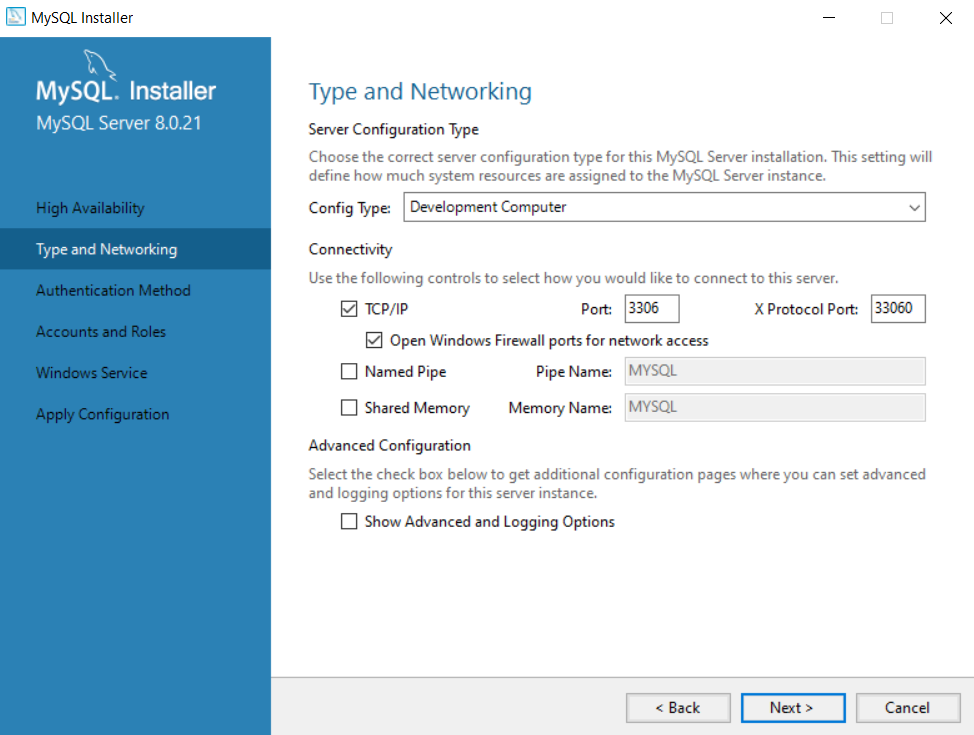 MySQL Installer
MySQL. Installer
MySQL Server 8.0.21
High Availability
Type and Networking
Authentication Method
Accounts and Roles
Windows Service
Apply Configuration
Type and Networking
Server Configuration Type
Choose the correct server configuration type for this MySQL Server installation. This setting will
define how much system resources are assigned to the MySQL Server instance.
Config Type: Development Computer
Connectivity
Use the following controls to select how you would like to connect to this server.
TCP/IP Port: 3306 X Protocol Port: 33060
Open Windows Firewall ports for network access
Named Pipe Pipe Name: MYSQL
Shared Memory Memory Name: MYSQL
Advanced Configuration
Select the check box below to get additional configuration pages where you can set advanced
and logging options for this server instance.
Show Advanced and Logging Options
< Back Next > Cancel